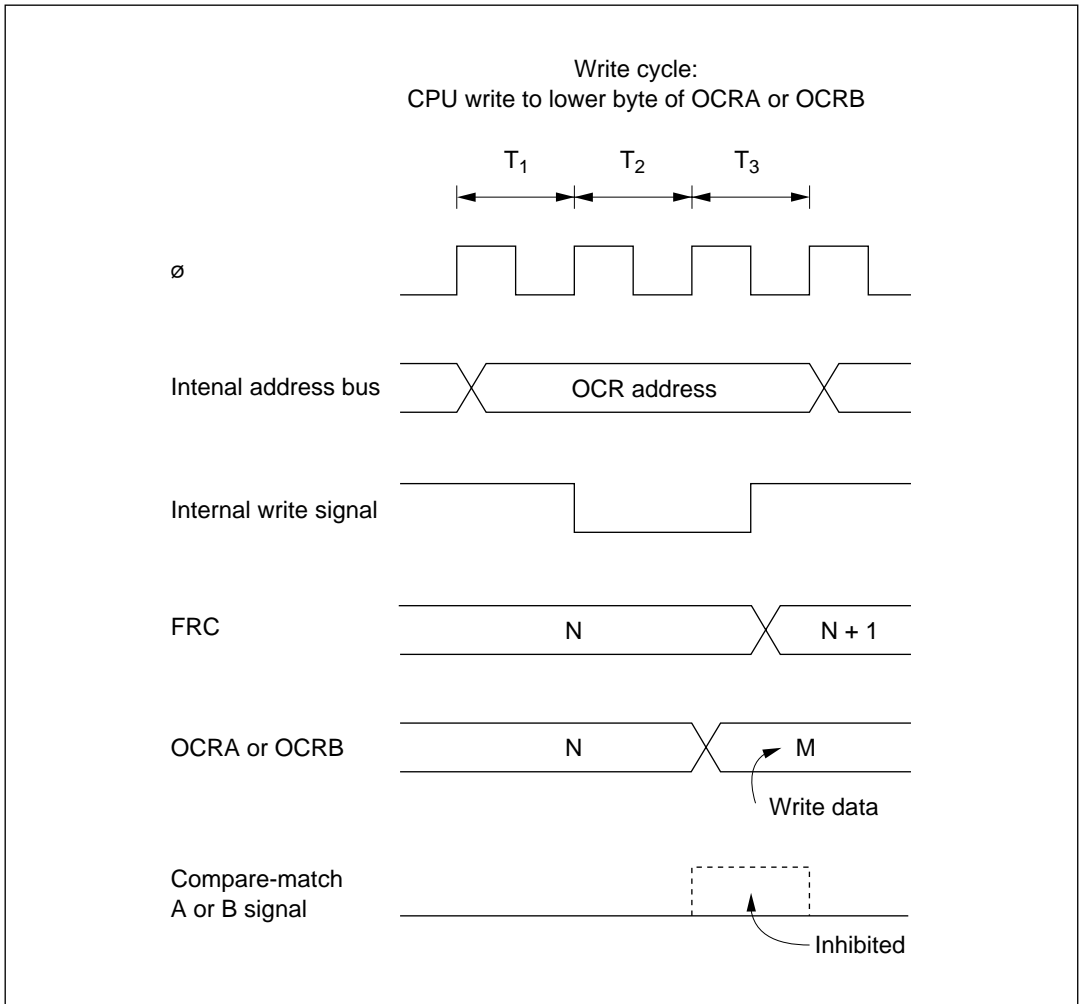 Write cycle:
CPU write to lower byte of OCRA or OCRB
T1 T2 T3
ø
Intenal address bus OCR address
Internal write signal
FRC N N + 1
OCRA or OCRB N M
Write data
Compare-match
A or B signal
Inhibited